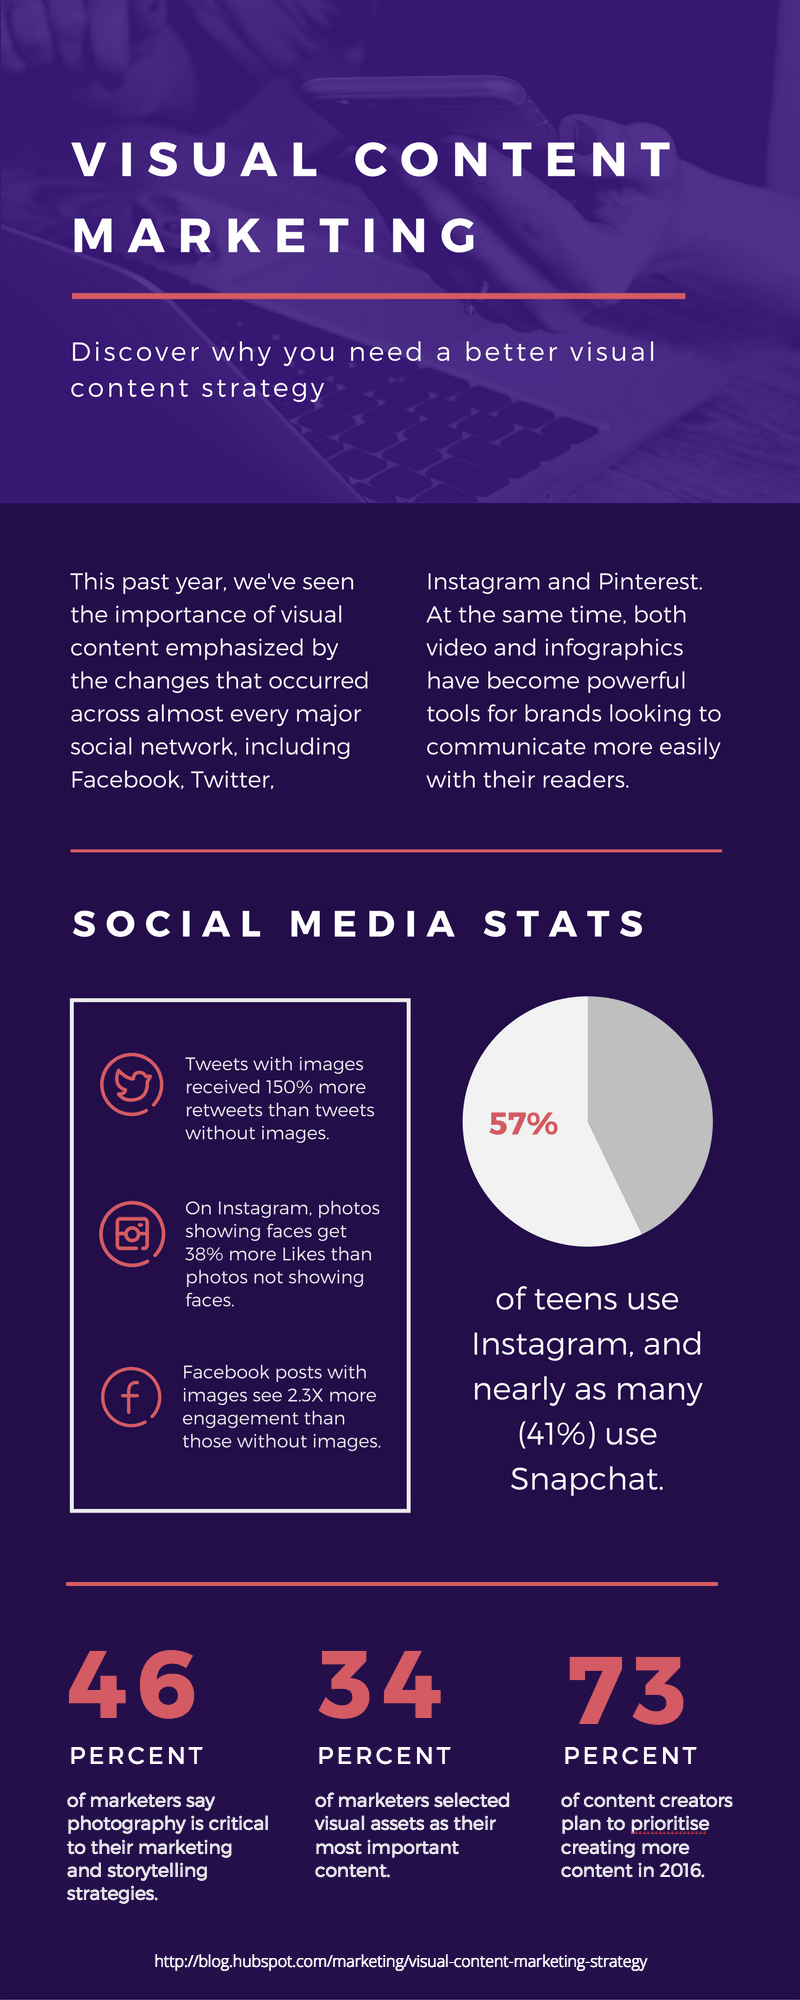 VISUAL CONTENT
MARKETING
Discover why you need a better visual
content strategy
This past year, we've seen
the importance of visual
content emphasized by
the changes that occurred
across almost every major
social network, including
Facebook, Twitter,
Instagram and Pinterest.
At the same time, both
video and infographics
have become powerful
tools for brands looking to
communicate more easily
with their readers.
SOCIAL MEDIA STATS
Tweets with images
received 150% more
retweets than tweets
without images.
On Instagram, photos
showing faces get
38% more Likes than
photos not showing
faces.
Facebook posts with
images see 2.3X more
engagement than
those without images.
57%
of teens use
Instagram, and
nearly as many
(41%) use
Snapchat.
46
PERCENT
of marketers say
photography is critical
to their marketing
and storytelling
strategies.
34
PERCENT
of marketers selected
visual assets as their
most important
content.
73
PERCENT
of content creators
plan to prioritise
creating more
content in 2016.
http://blog.hubspot.com/marketing/visual-content-marketing-strategy